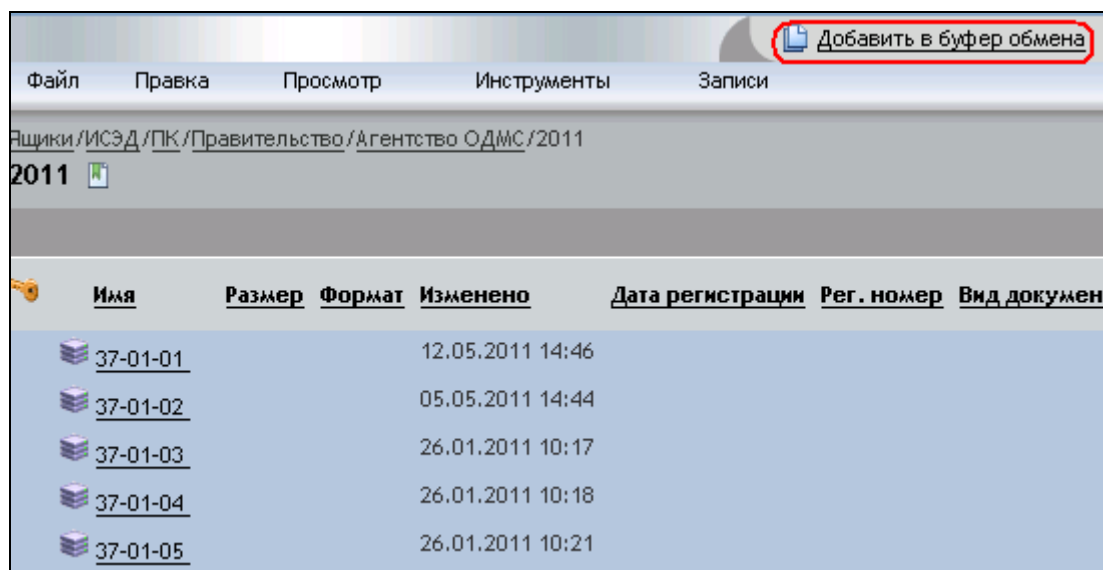 Добавить в буфер обмена
Файл Правка Просмотр Инструменты Записи
Ящики/ИСЭД/ПК/Правительство/Агентство ОДМС/2011
2011
Имя Размер Формат Изменено Дата регистрации Рег. номер Вид докумен
37-01-01 12.05.2011 14:46
37-01-02 05.05.2011 14:44
37-01-03 26.01.2011 10:17
37-01-04 26.01.2011 10:18
37-01-05 26.01.2011 10:21